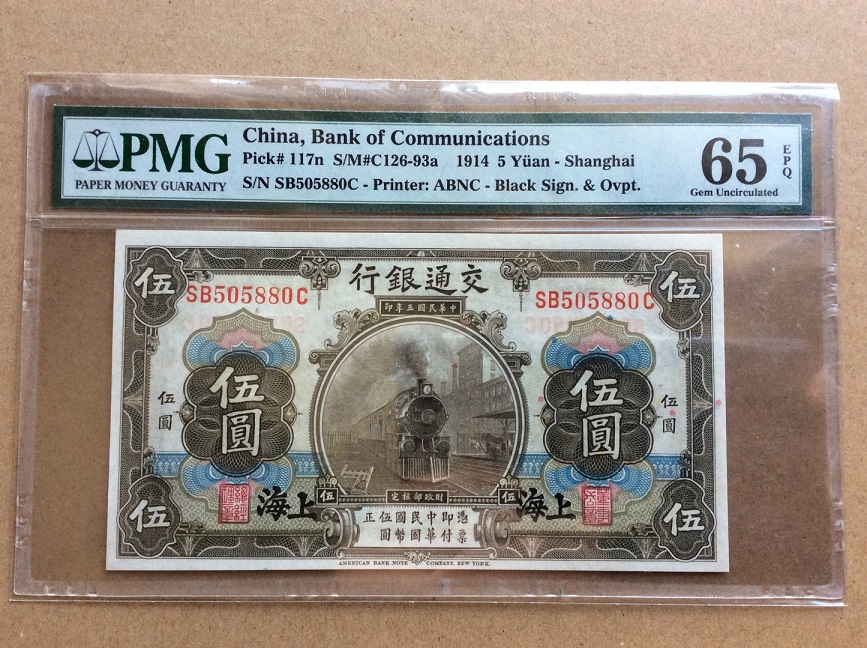 PMG
PAPER MONEY GUARANTY
China, Bank of Communications
Pick# 117n S/M#C126-93a 1914 5 Yüan - Shanghai
S/N SB505880C - Printer: ABNC - Black Sign. & Ovpt.
65
EPQ
Gem Uncirculated
伍
行銀通交
伍
SB505880C
SB505880C
印年三國民華中
伍圓
伍圓
伍圓
伍圓
海上
伍
定核部政財
伍
海上
正伍國民中即憑
圓幣國華付票
伍
伍
AMERICAN BANK NOTE COMPANY, NEW YORK.